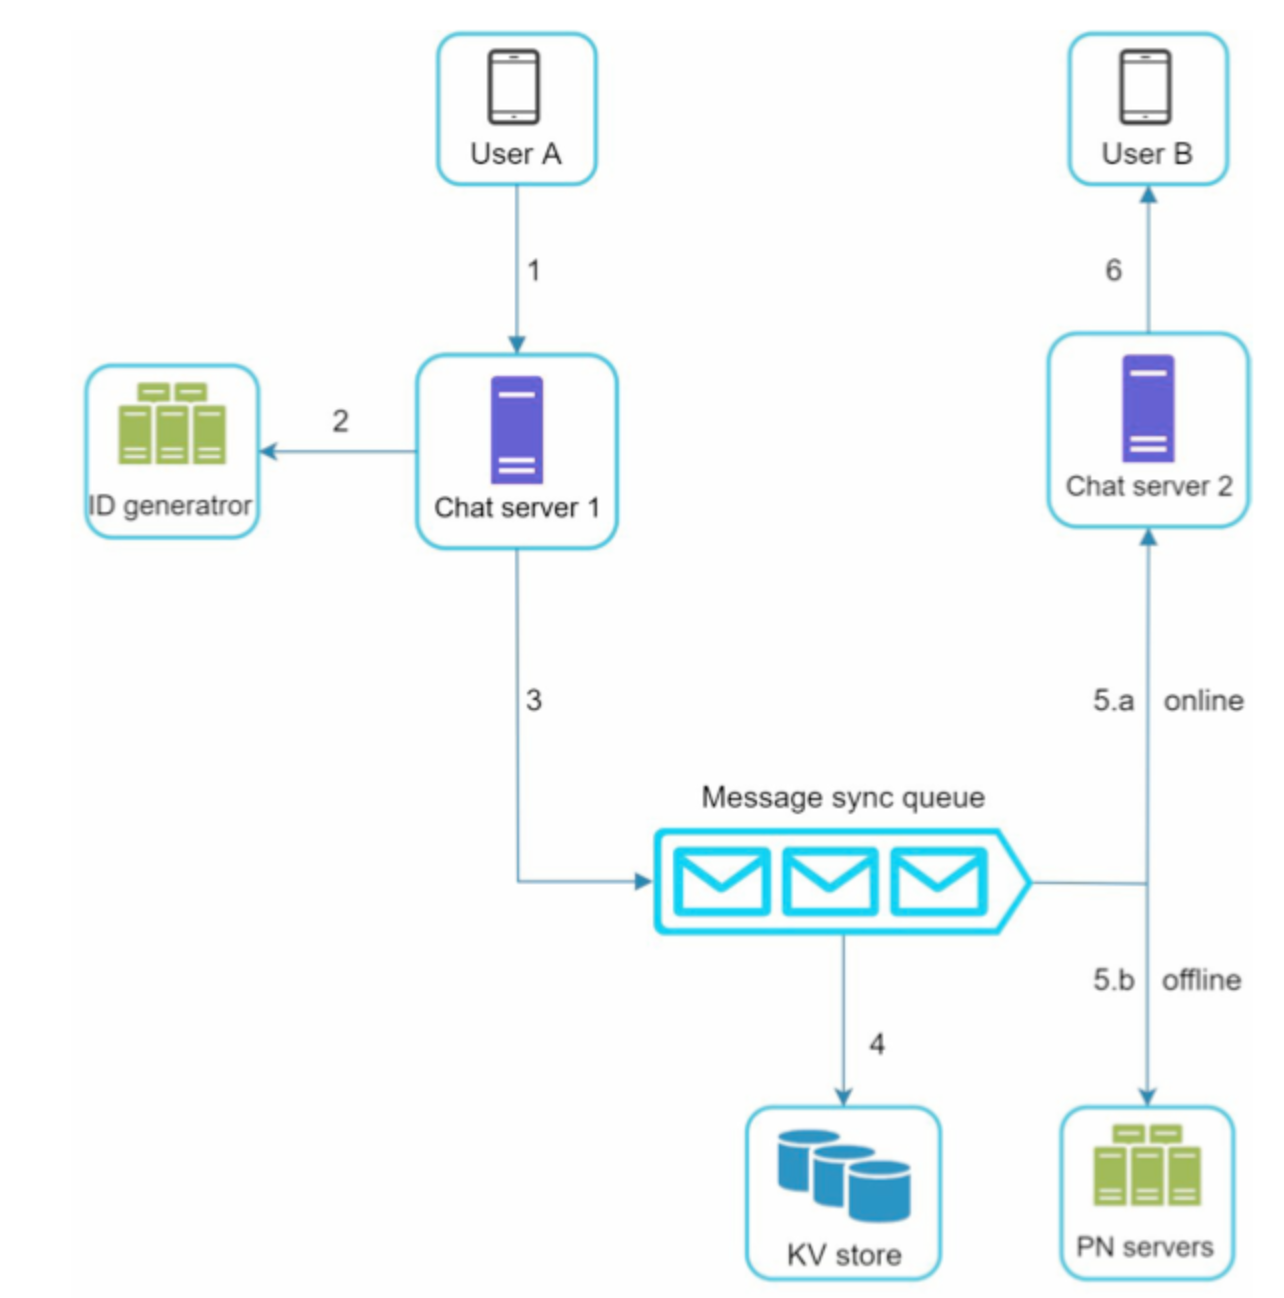 User A
User B
1
6
2
ID generatror
Chat server 1
Chat server 2
3
5.a online
Message sync queue
5.b offline
4
KV store
PN servers